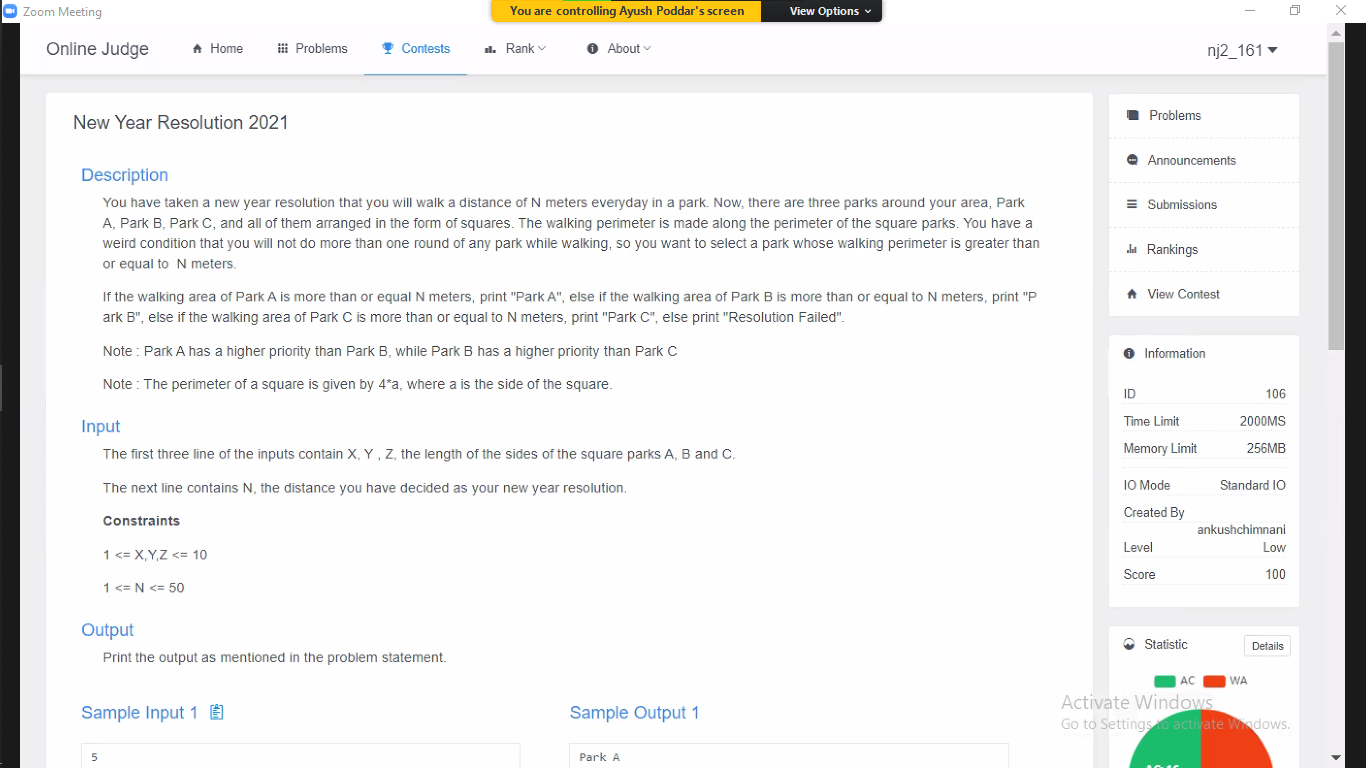 Zoom Meeting
You are controlling Ayush Poddar's screen
View Options
Online Judge
Home
Problems
Contests
Rank
About
nj2_161
New Year Resolution 2021
Description
You have taken a new year resolution that you will walk a distance of N meters everyday in a park. Now, there are three parks around your area, Park
A, Park B, Park C, and all of them arranged in the form of squares. The walking perimeter is made along the perimeter of the square parks. You have a
weird condition that you will not do more than one round of any park while walking, so you want to select a park whose walking perimeter is greater than
or equal to N meters.
If the walking area of Park A is more than or equal N meters, print "Park A", else if the walking area of Park B is more than or equal to N meters, print "P
ark B", else if the walking area of Park C is more than or equal to N meters, print "Park C", else print "Resolution Failed".
Note : Park A has a higher priority than Park B, while Park B has a higher priority than Park C
Note : The perimeter of a square is given by 4*a, where a is the side of the square.
Input
The first three line of the inputs contain X, Y , Z, the length of the sides of the square parks A, B and C.
The next line contains N, the distance you have decided as your new year resolution.
Constraints
1 <= X,Y,Z <= 10
1 <= N <= 50
Output
Print the output as mentioned in the problem statement.
Sample Input 1
5
Sample Output 1
Park A
Problems
Announcements
Submissions
Rankings
View Contest
Information
ID 106
Time Limit 2000MS
Memory Limit 256MB
IO Mode Standard IO
Created By
ankushchimnani
Level Low
Score 100
Statistic
Details
AC WA
Activate Windows
Go to Settings to activate Windows.